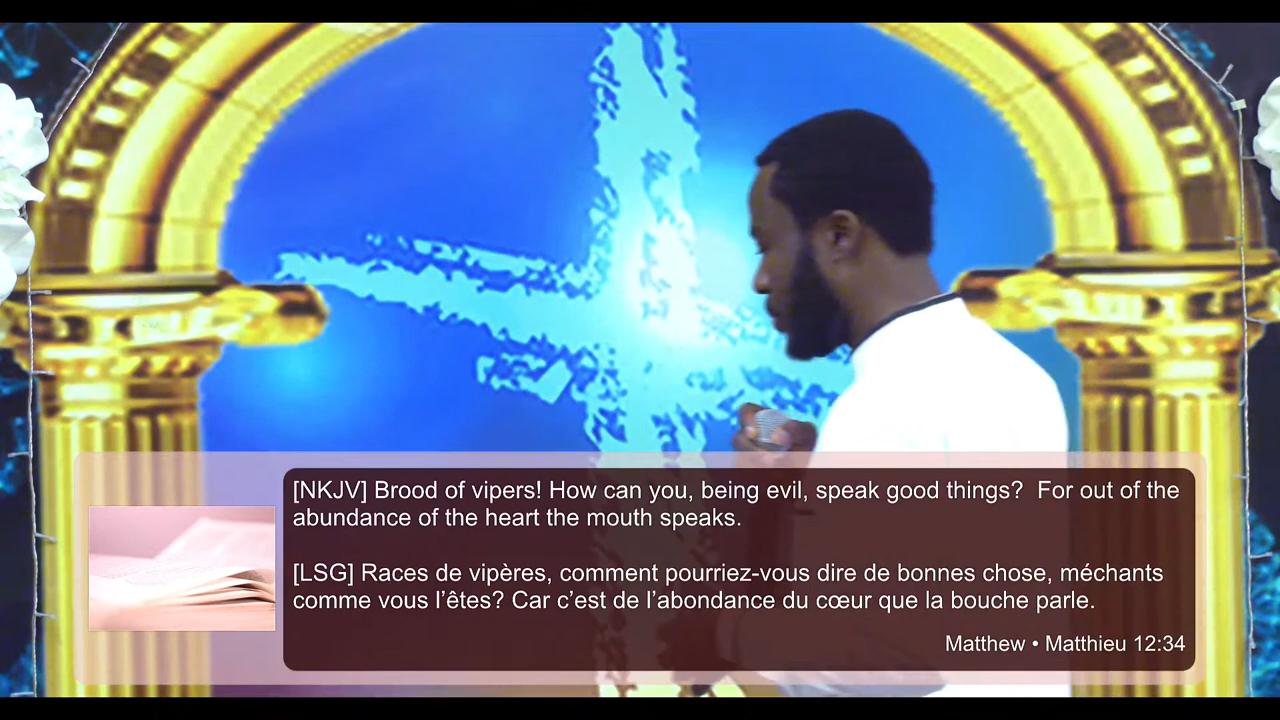 [NKJV] Brood of vipers! How can you, being evil, speak good things?  For out of the
abundance of the heart the mouth speaks.
[LSG] Races de vipères, comment pourriez-vous dire de bonnes chose, méchants
comme vous l’êtes? Car c’est de l’abondance du cœur que la bouche parle.
Matthew • Matthieu 12:34